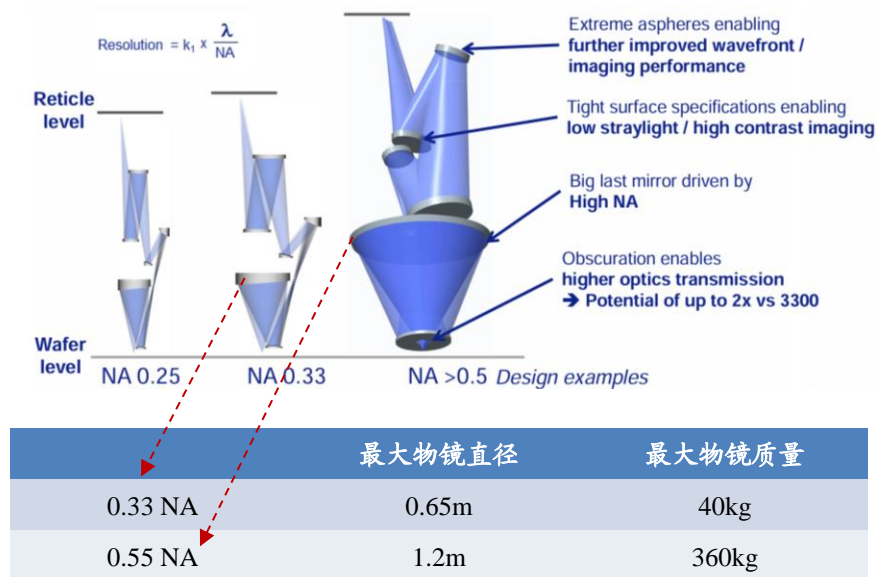 Resolution = k₁ x λ/NA
Reticle
level
Extreme aspheres enabling
further improved wavefront /
imaging performance
Tight surface specifications enabling
low straylight / high contrast imaging
Big last mirror driven by
High NA
Obscuration enables
higher optics transmission
➔ Potential of up to 2x vs 3300
Wafer
level
NA 0.25
NA 0.33
NA >0.5 Design examples
最大物镜直径 最大物镜质量
0.33 NA 0.65m 40kg
0.55 NA 1.2m 360kg